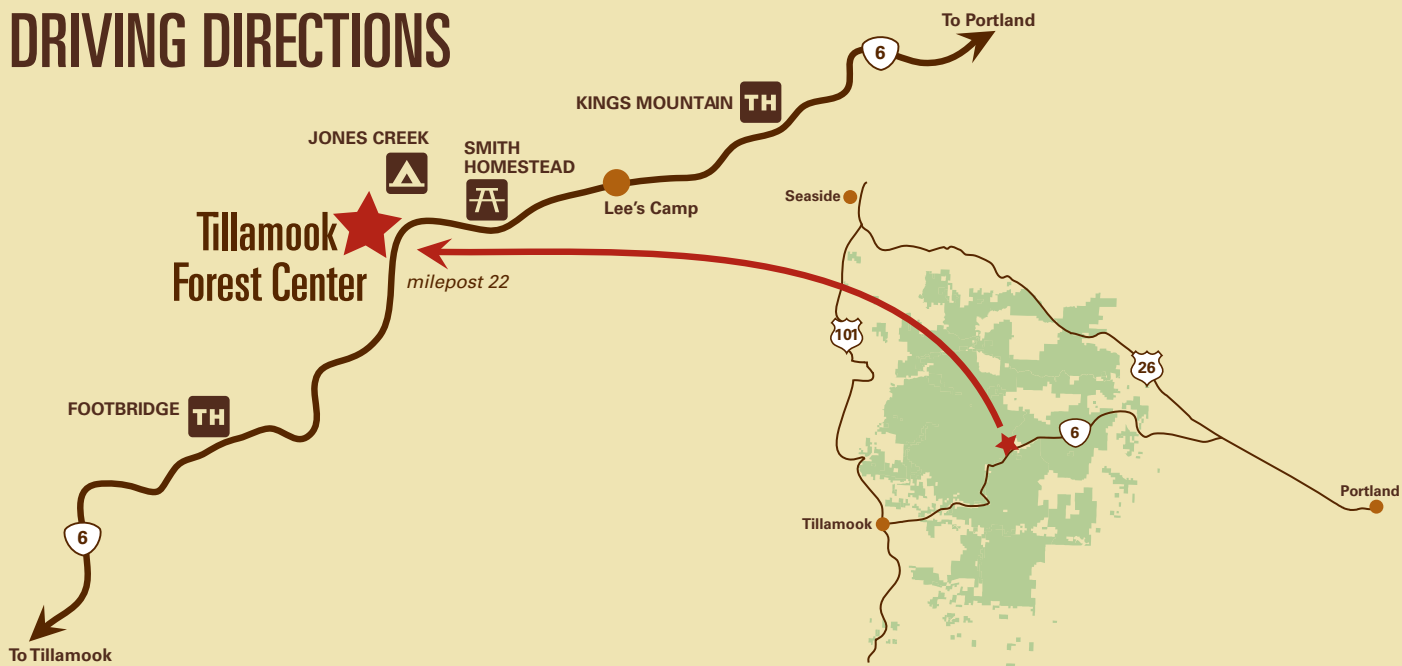 DRIVING DIRECTIONS
To Portland
6
KINGS MOUNTAIN
TH
JONES CREEK
SMITH
HOMESTEAD
Lee's Camp
Tillamook
Forest Center
milepost 22
FOOTBRIDGE
TH
6
To Tillamook
Seaside
101
26
6
Tillamook
Portland